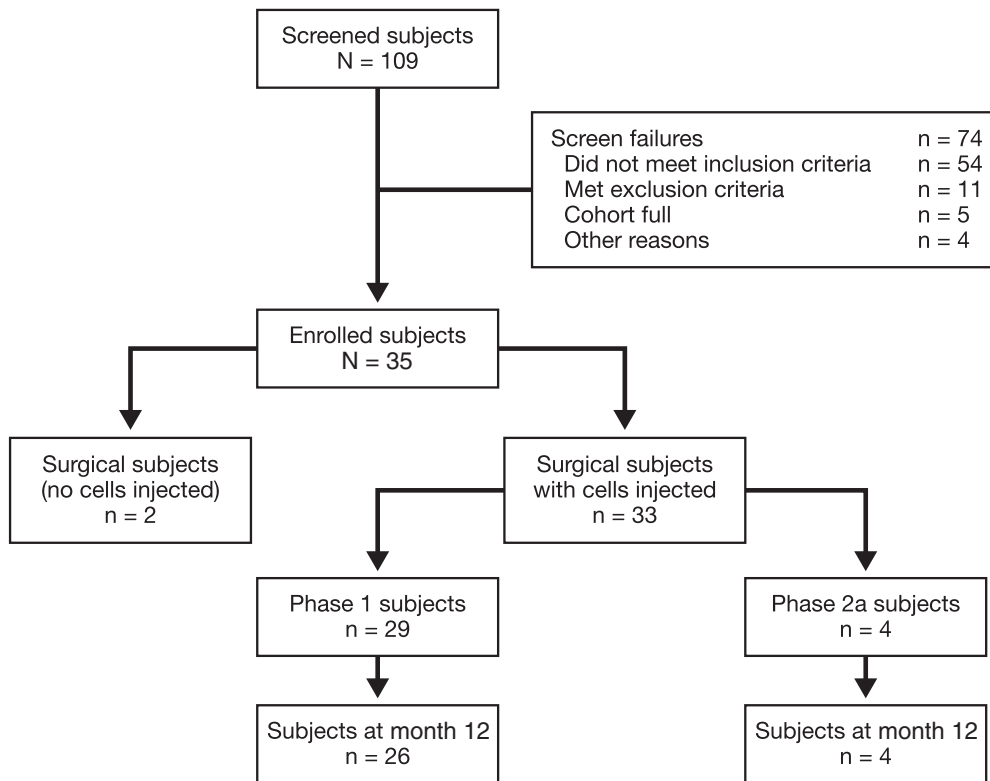 Screened subjects
N = 109
Screen failures n = 74
Did not meet inclusion criteria n = 54
Met exclusion criteria n = 11
Cohort full n = 5
Other reasons n = 4
Enrolled subjects
N = 35
Surgical subjects
(no cells injected)
n = 2
Surgical subjects
with cells injected
n = 33
Phase 1 subjects
n = 29
Phase 2a subjects
n = 4
Subjects at month 12
n = 26
Subjects at month 12
n = 4